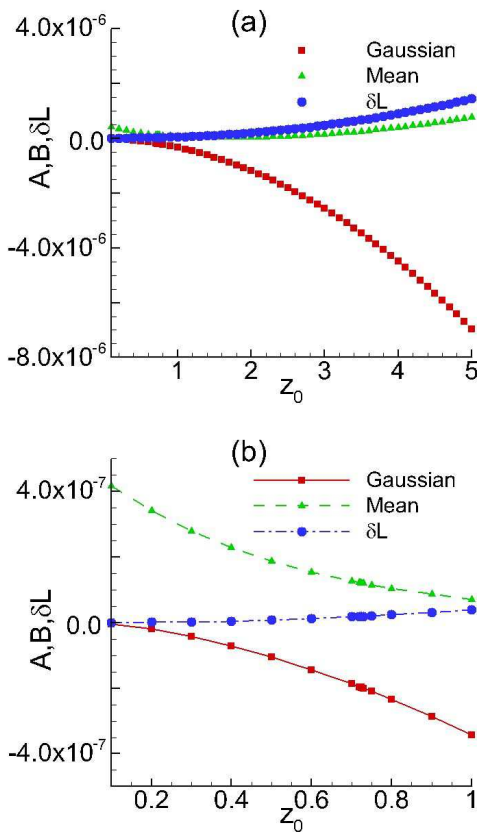 (a)
4.0x10⁻⁶
0.0
-4.0x10⁻⁶
-8.0x10⁻⁶
A,B,δL
Gaussian
Mean
δL
1 2 3 4 5
z₀
(b)
4.0x10⁻⁷
0.0
-4.0x10⁻⁷
A,B,δL
Gaussian
Mean
δL
0.2 0.4 0.6 0.8 1
z₀